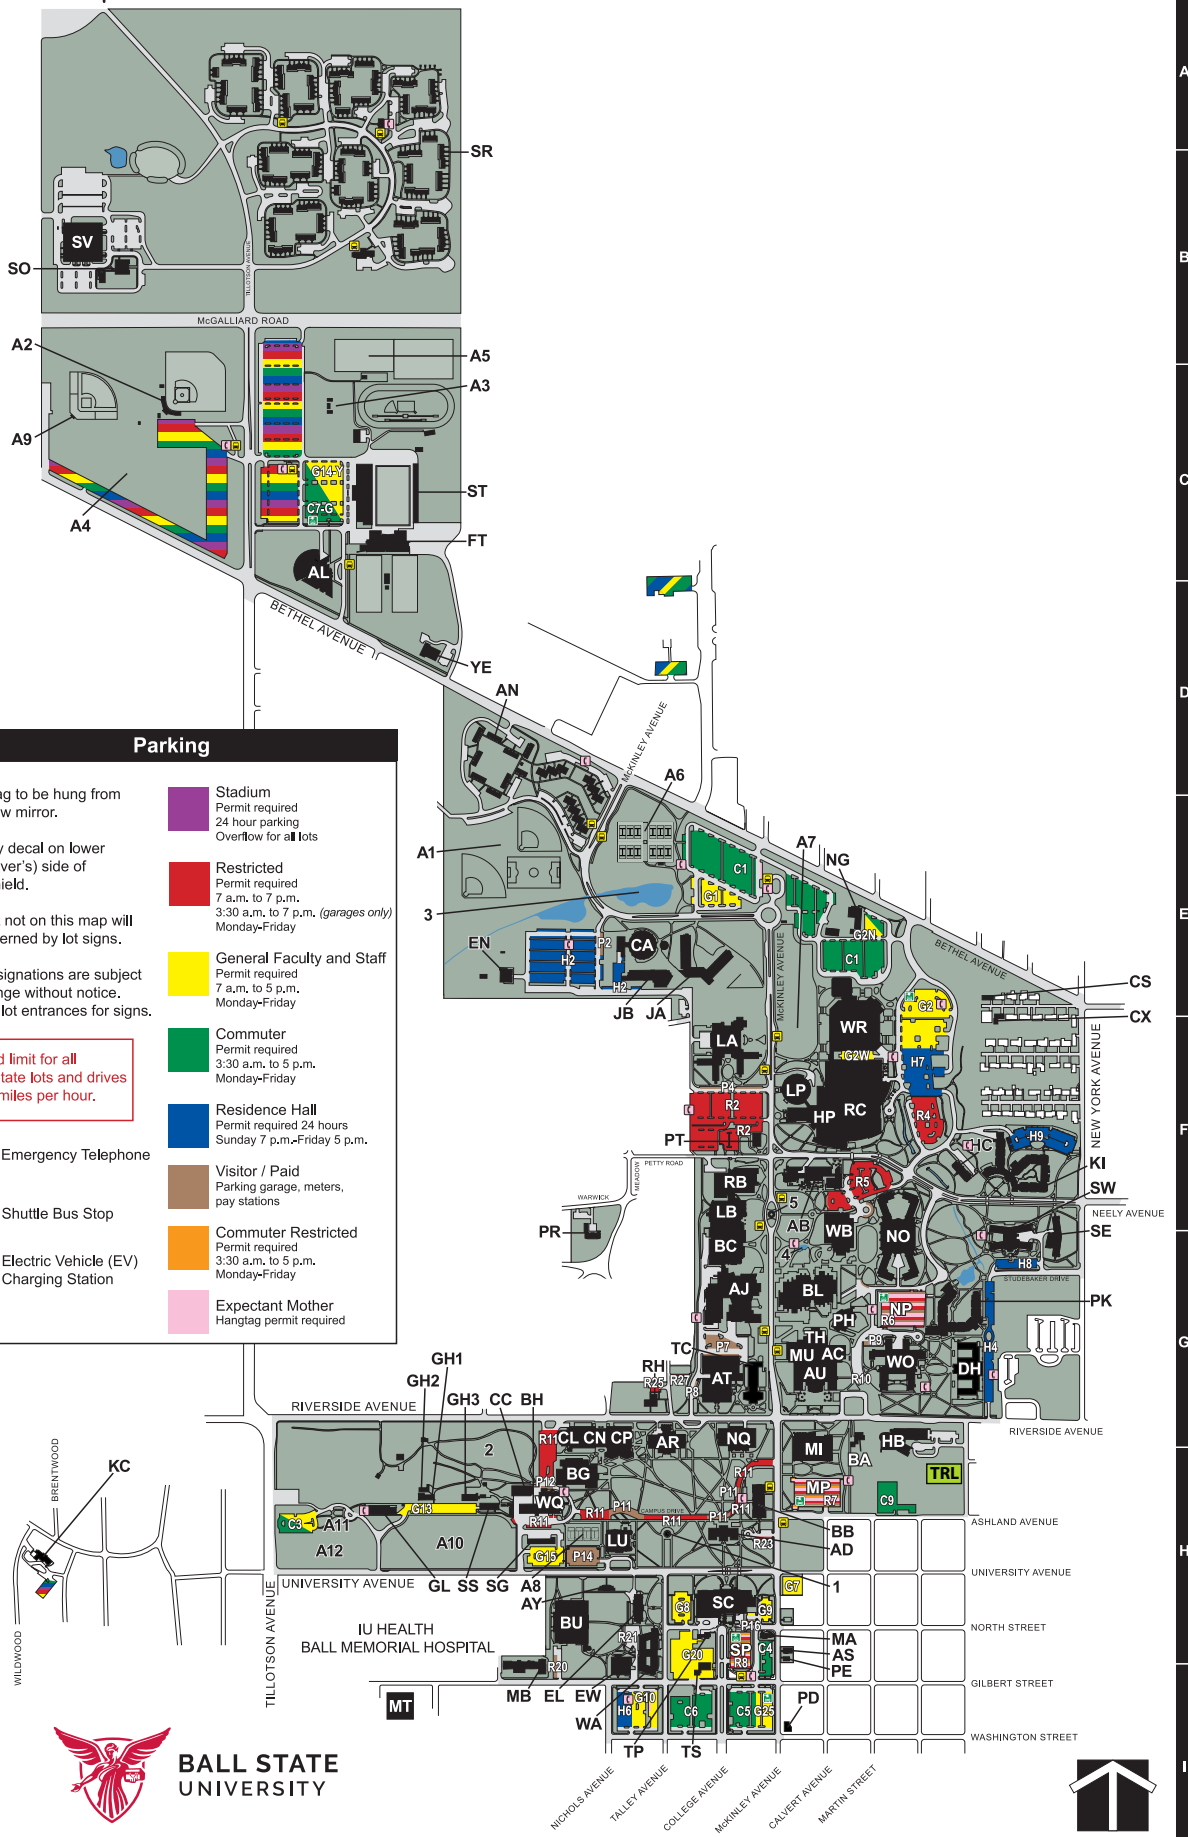 A
SR
SV
B
SO
TILLOTSON AVENUE
McGALLIARD ROAD
A2
A5
A3
A9
C
G14-Y
ST
C7-G
A4
FT
AL
BETHEL AVENUE
YE
D
AN
McKINLEY AVENUE
Parking
ag to be hung from
w mirror.
y decal on lower
ver's) side of
hield.
not on this map will
erned by lot signs.
signations are subject
nge without notice.
lot entrances for signs.
d limit for all
tate lots and drives
miles per hour.
Emergency Telephone
Shuttle Bus Stop
Electric Vehicle (EV)
Charging Station
Stadium
Permit required
24 hour parking
Overflow for all lots
Restricted
Permit required
7 a.m. to 7 p.m.
3:30 a.m. to 7 p.m. (garages only)
Monday-Friday
General Faculty and Staff
Permit required
7 a.m. to 5 p.m.
Monday-Friday
Commuter
Permit required
3:30 a.m. to 5 p.m.
Monday-Friday
Residence Hall
Permit required 24 hours
Sunday 7 p.m.-Friday 5 p.m.
Visitor / Paid
Parking garage, meters,
pay stations
Commuter Restricted
Permit required
3:30 a.m. to 5 p.m.
Monday-Friday
Expectant Mother
Hangtag permit required
A6
A7
A1
NG
C1
G1
E
3
G2N
EN
P2
CA
H2
C1
BETHEL AVENUE
H2
JB
JA
McKINLEY AVENUE
CS
G2
CX
WR
LA
G2W
H7
NEW YORK AVENUE
P4
LP
R2
HP
RC
R4
R2
PT
HC
H9
F
PETTY ROAD
MEADOW
KI
RB
R5
SW
WARWICK
5
LB
AB
NEELY AVENUE
PR
WB
NO
SE
BC
4
H8
STUDEBAKER DRIVE
AJ
BL
NP
PK
R6
PH
TC
P7
TH
P9
G
MU
AC
WO
H4
RH
R25
R27
AT
AU
R10
DH
P8
GH1
GH2
GH3
CC
BH
RIVERSIDE AVENUE
RIVERSIDE AVENUE
2
R11
CL
CN
CP
AR
NQ
MI
BA
HB
KC
BRENTWOOD
BG
R11
TRL
P12
MP
R7
C9
WQ
P11
R11
G13
R11
P11
CAMPUS DRIVE
R11
P11
C3
A11
R11
BB
ASHLAND AVENUE
A12
A10
LU
R23
AD
H
G15
P14
UNIVERSITY AVENUE
GL
SS
SG
A8
1
UNIVERSITY AVENUE
AY
G7
SC
G8
G9
BU
P16
NORTH STREET
IU HEALTH
BALL MEMORIAL HOSPITAL
R21
MA
SP
C4
AS
G20
R8
PE
R20
WILDWOOD
TILLOTSON AVENUE
GILBERT STREET
MB
EL
EW
MT
H6
G10
C6
C5
G25
PD
WA
TP
TS
WASHINGTON STREET
BALL STATE
UNIVERSITY
NICHOLS AVENUE
TALLEY AVENUE
COLLEGE AVENUE
McKINLEY AVENUE
CALVERT AVENUE
MARTIN STREET
I